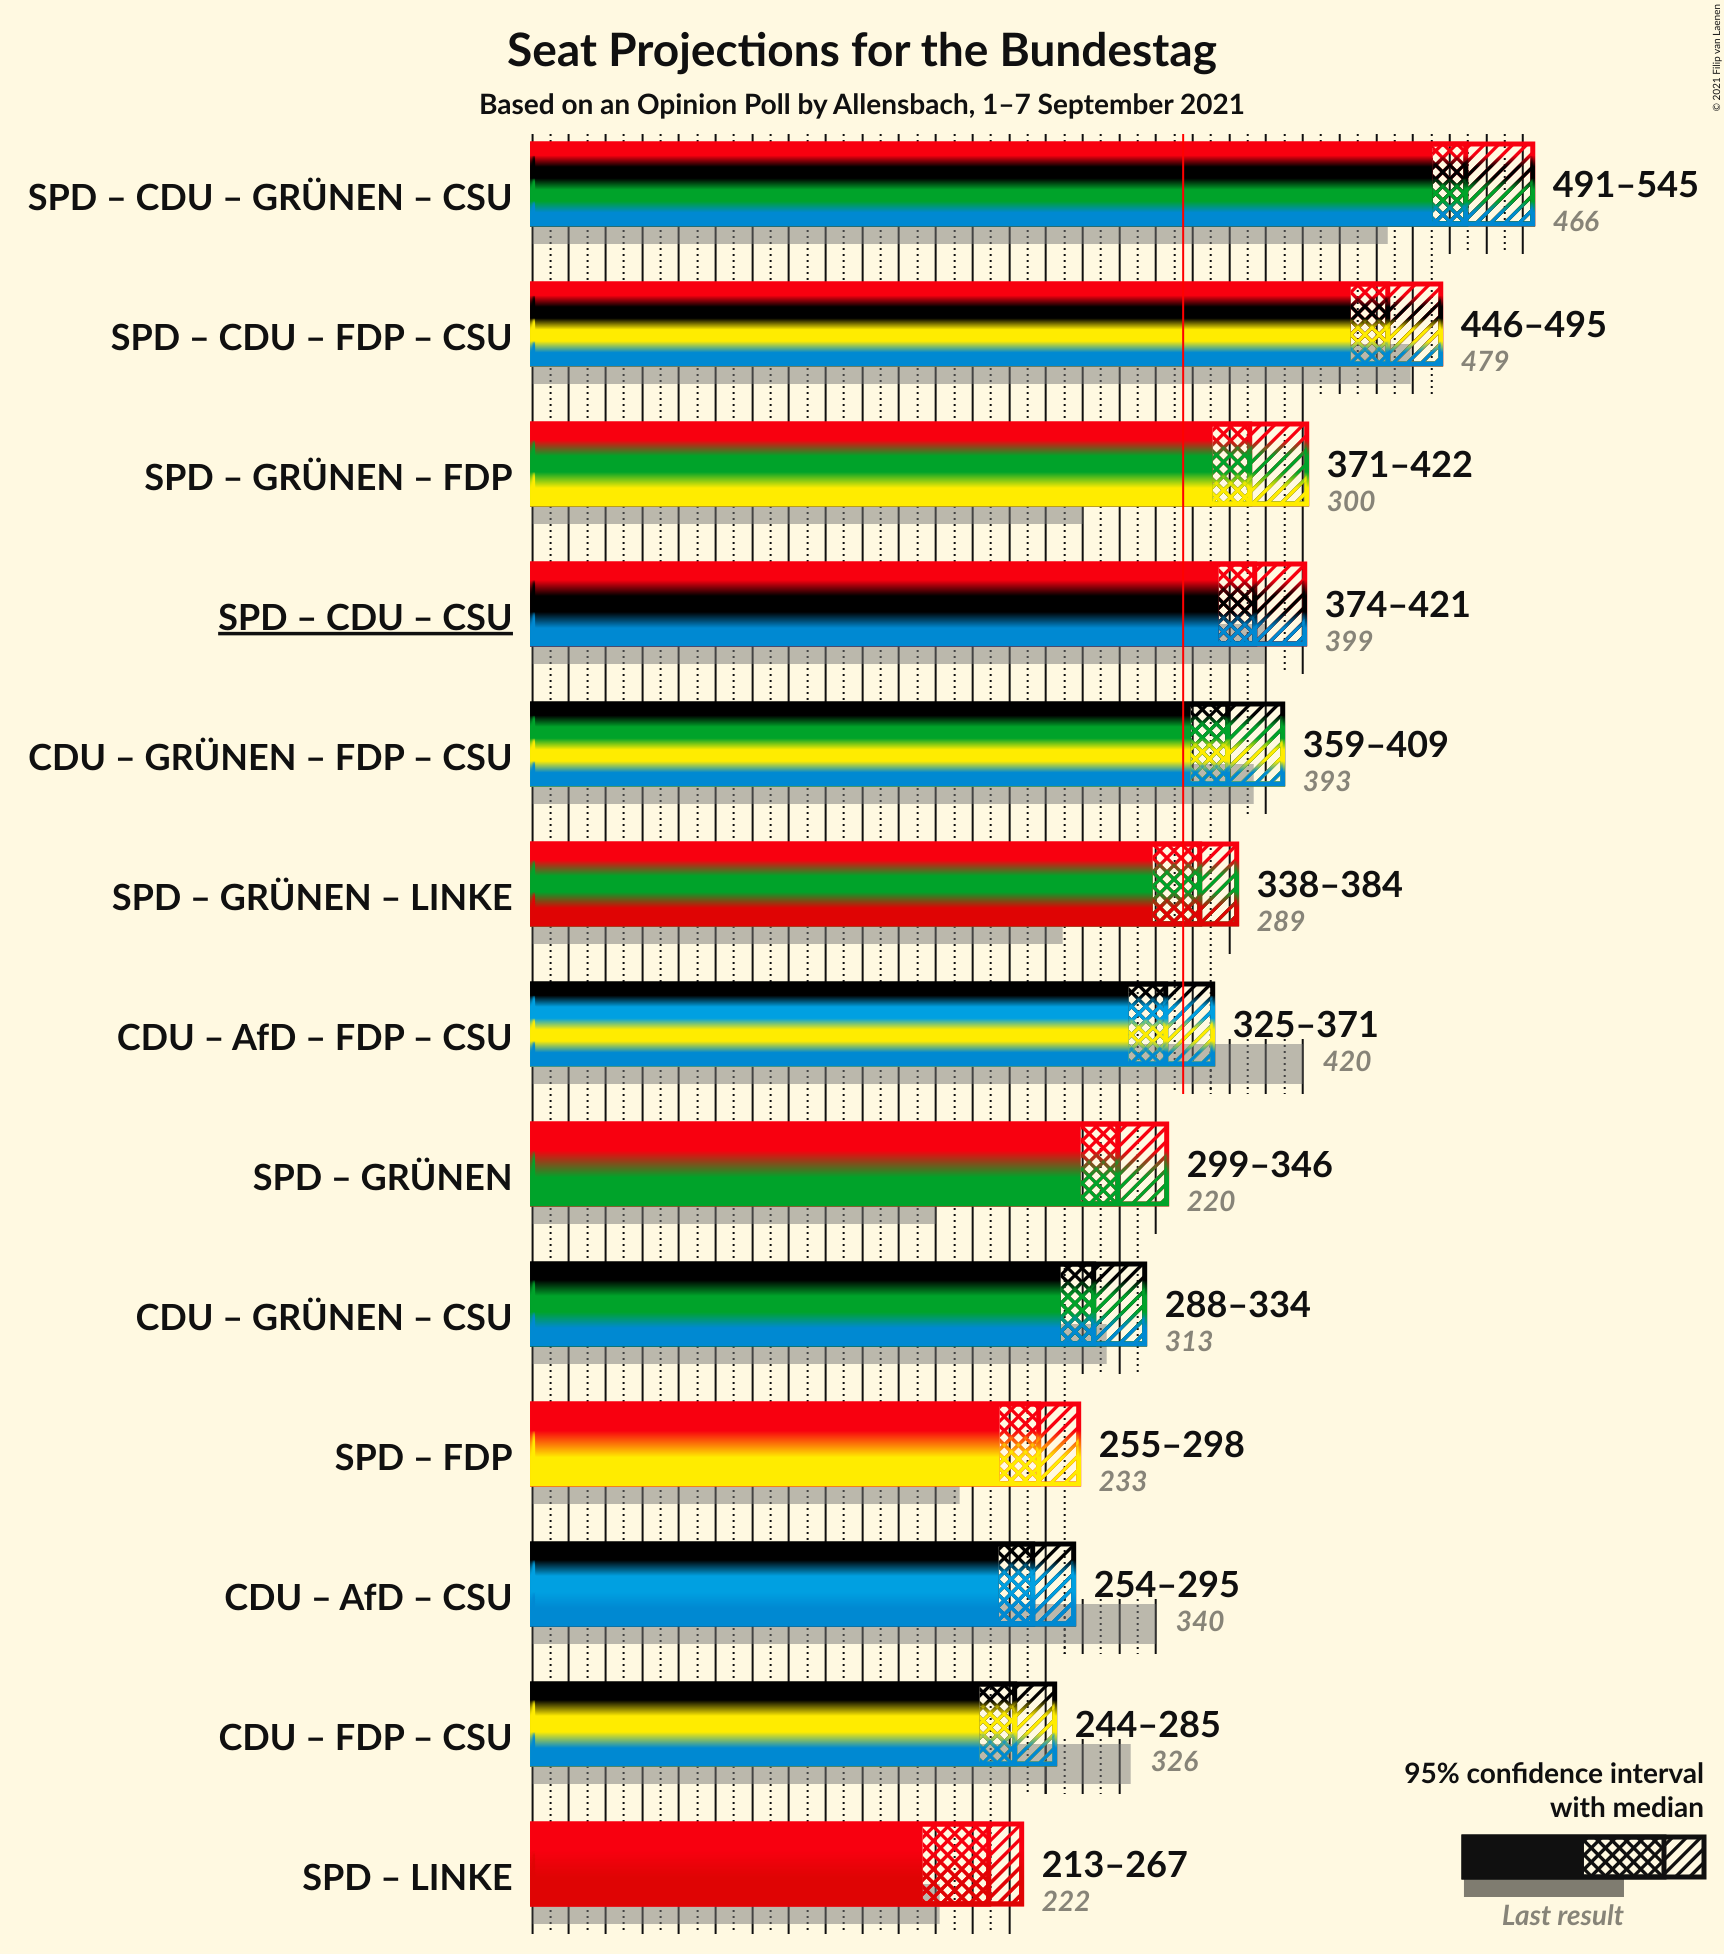 Seat Projections for the Bundestag
Based on an Opinion Poll by Allensbach, 1–7 September 2021
© 2021 Filip van Laenen
SPD – CDU – GRÜNEN – CSU
491–545
466
SPD – CDU – FDP – CSU
446–495
479
SPD – GRÜNEN – FDP
371–422
300
SPD – CDU – CSU
374–421
399
CDU – GRÜNEN – FDP – CSU
359–409
393
SPD – GRÜNEN – LINKE
338–384
289
CDU – AfD – FDP – CSU
325–371
420
SPD – GRÜNEN
299–346
220
CDU – GRÜNEN – CSU
288–334
313
SPD – FDP
255–298
233
CDU – AfD – CSU
254–295
340
CDU – FDP – CSU
244–285
326
SPD – LINKE
213–267
222
95% confidence interval
with median
Last result